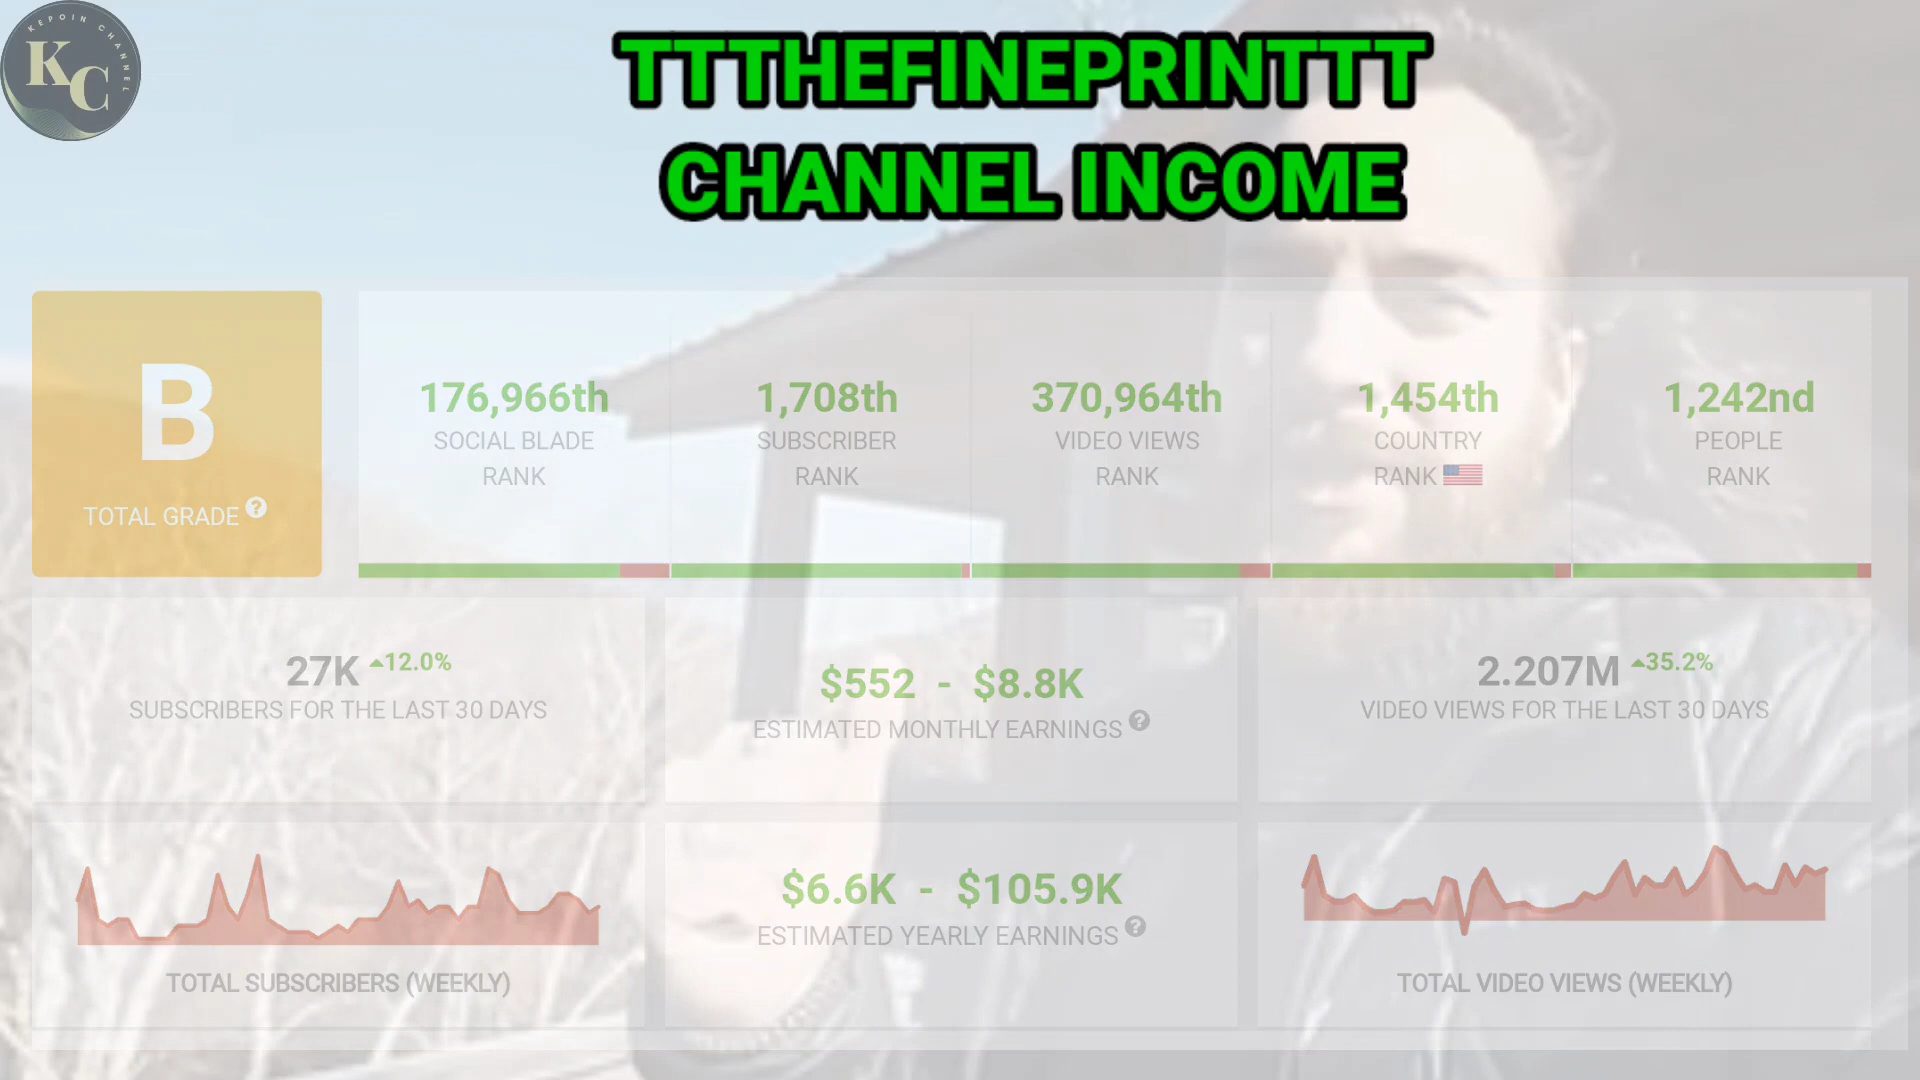 KEPOIN CHANNEL
KC
TTTHEFINEPRINTTT
CHANNEL INCOME
B
TOTAL GRADE ?
176,966th
SOCIAL BLADE
RANK
1,708th
SUBSCRIBER
RANK
370,964th
VIDEO VIEWS
RANK
1,454th
COUNTRY
RANK
1,242nd
PEOPLE
RANK
27K 12.0%
SUBSCRIBERS FOR THE LAST 30 DAYS
$552 - $8.8K
ESTIMATED MONTHLY EARNINGS ?
2.207M 35.2%
VIDEO VIEWS FOR THE LAST 30 DAYS
TOTAL SUBSCRIBERS (WEEKLY)
$6.6K - $105.9K
ESTIMATED YEARLY EARNINGS ?
TOTAL VIDEO VIEWS (WEEKLY)